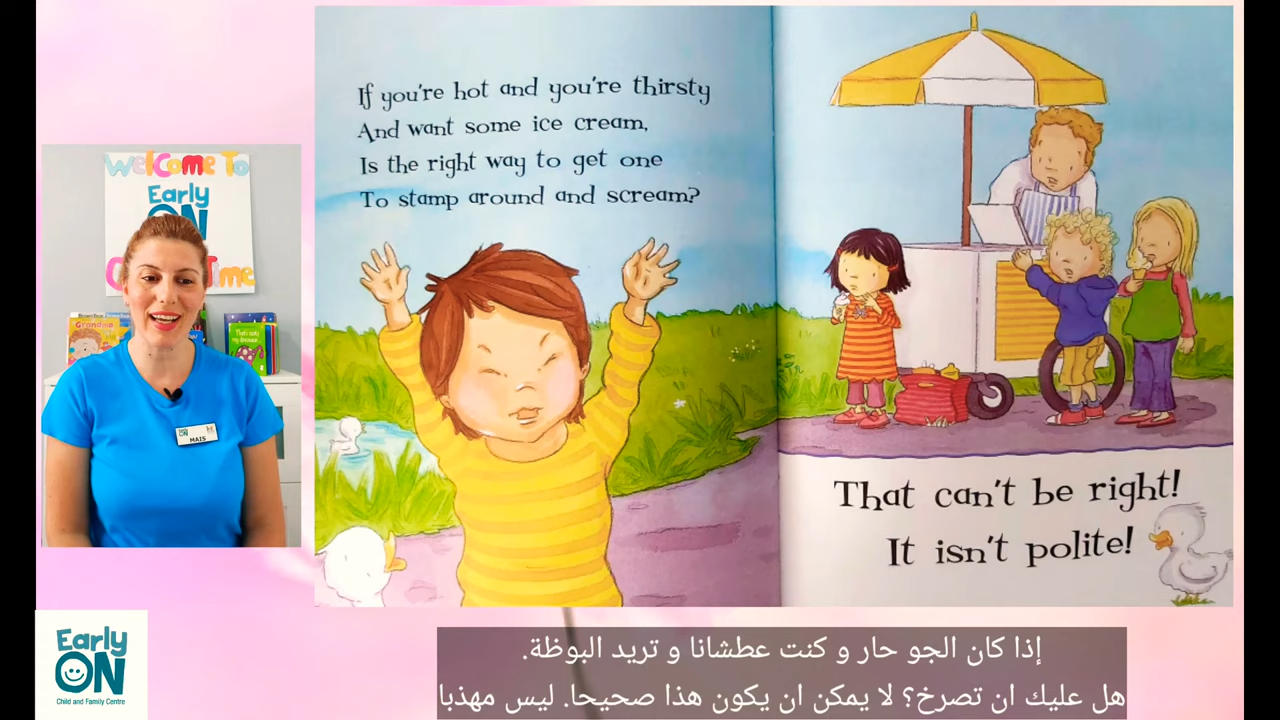 Welcome To
Early
ON
Time
Grandma
MAIS
If you're hot and you're thirsty
And want some ice cream,
Is the right way to get one
To stamp around and scream?
That can't be right!
It isn't polite!
Early
ON
Child and Family Centre
إذا كان الجو حار و كنت عطشانا و تريد البوظة.
هل عليك ان تصرخ؟ لا يمكن ان يكون هذا صحيحا. ليس مهذبا